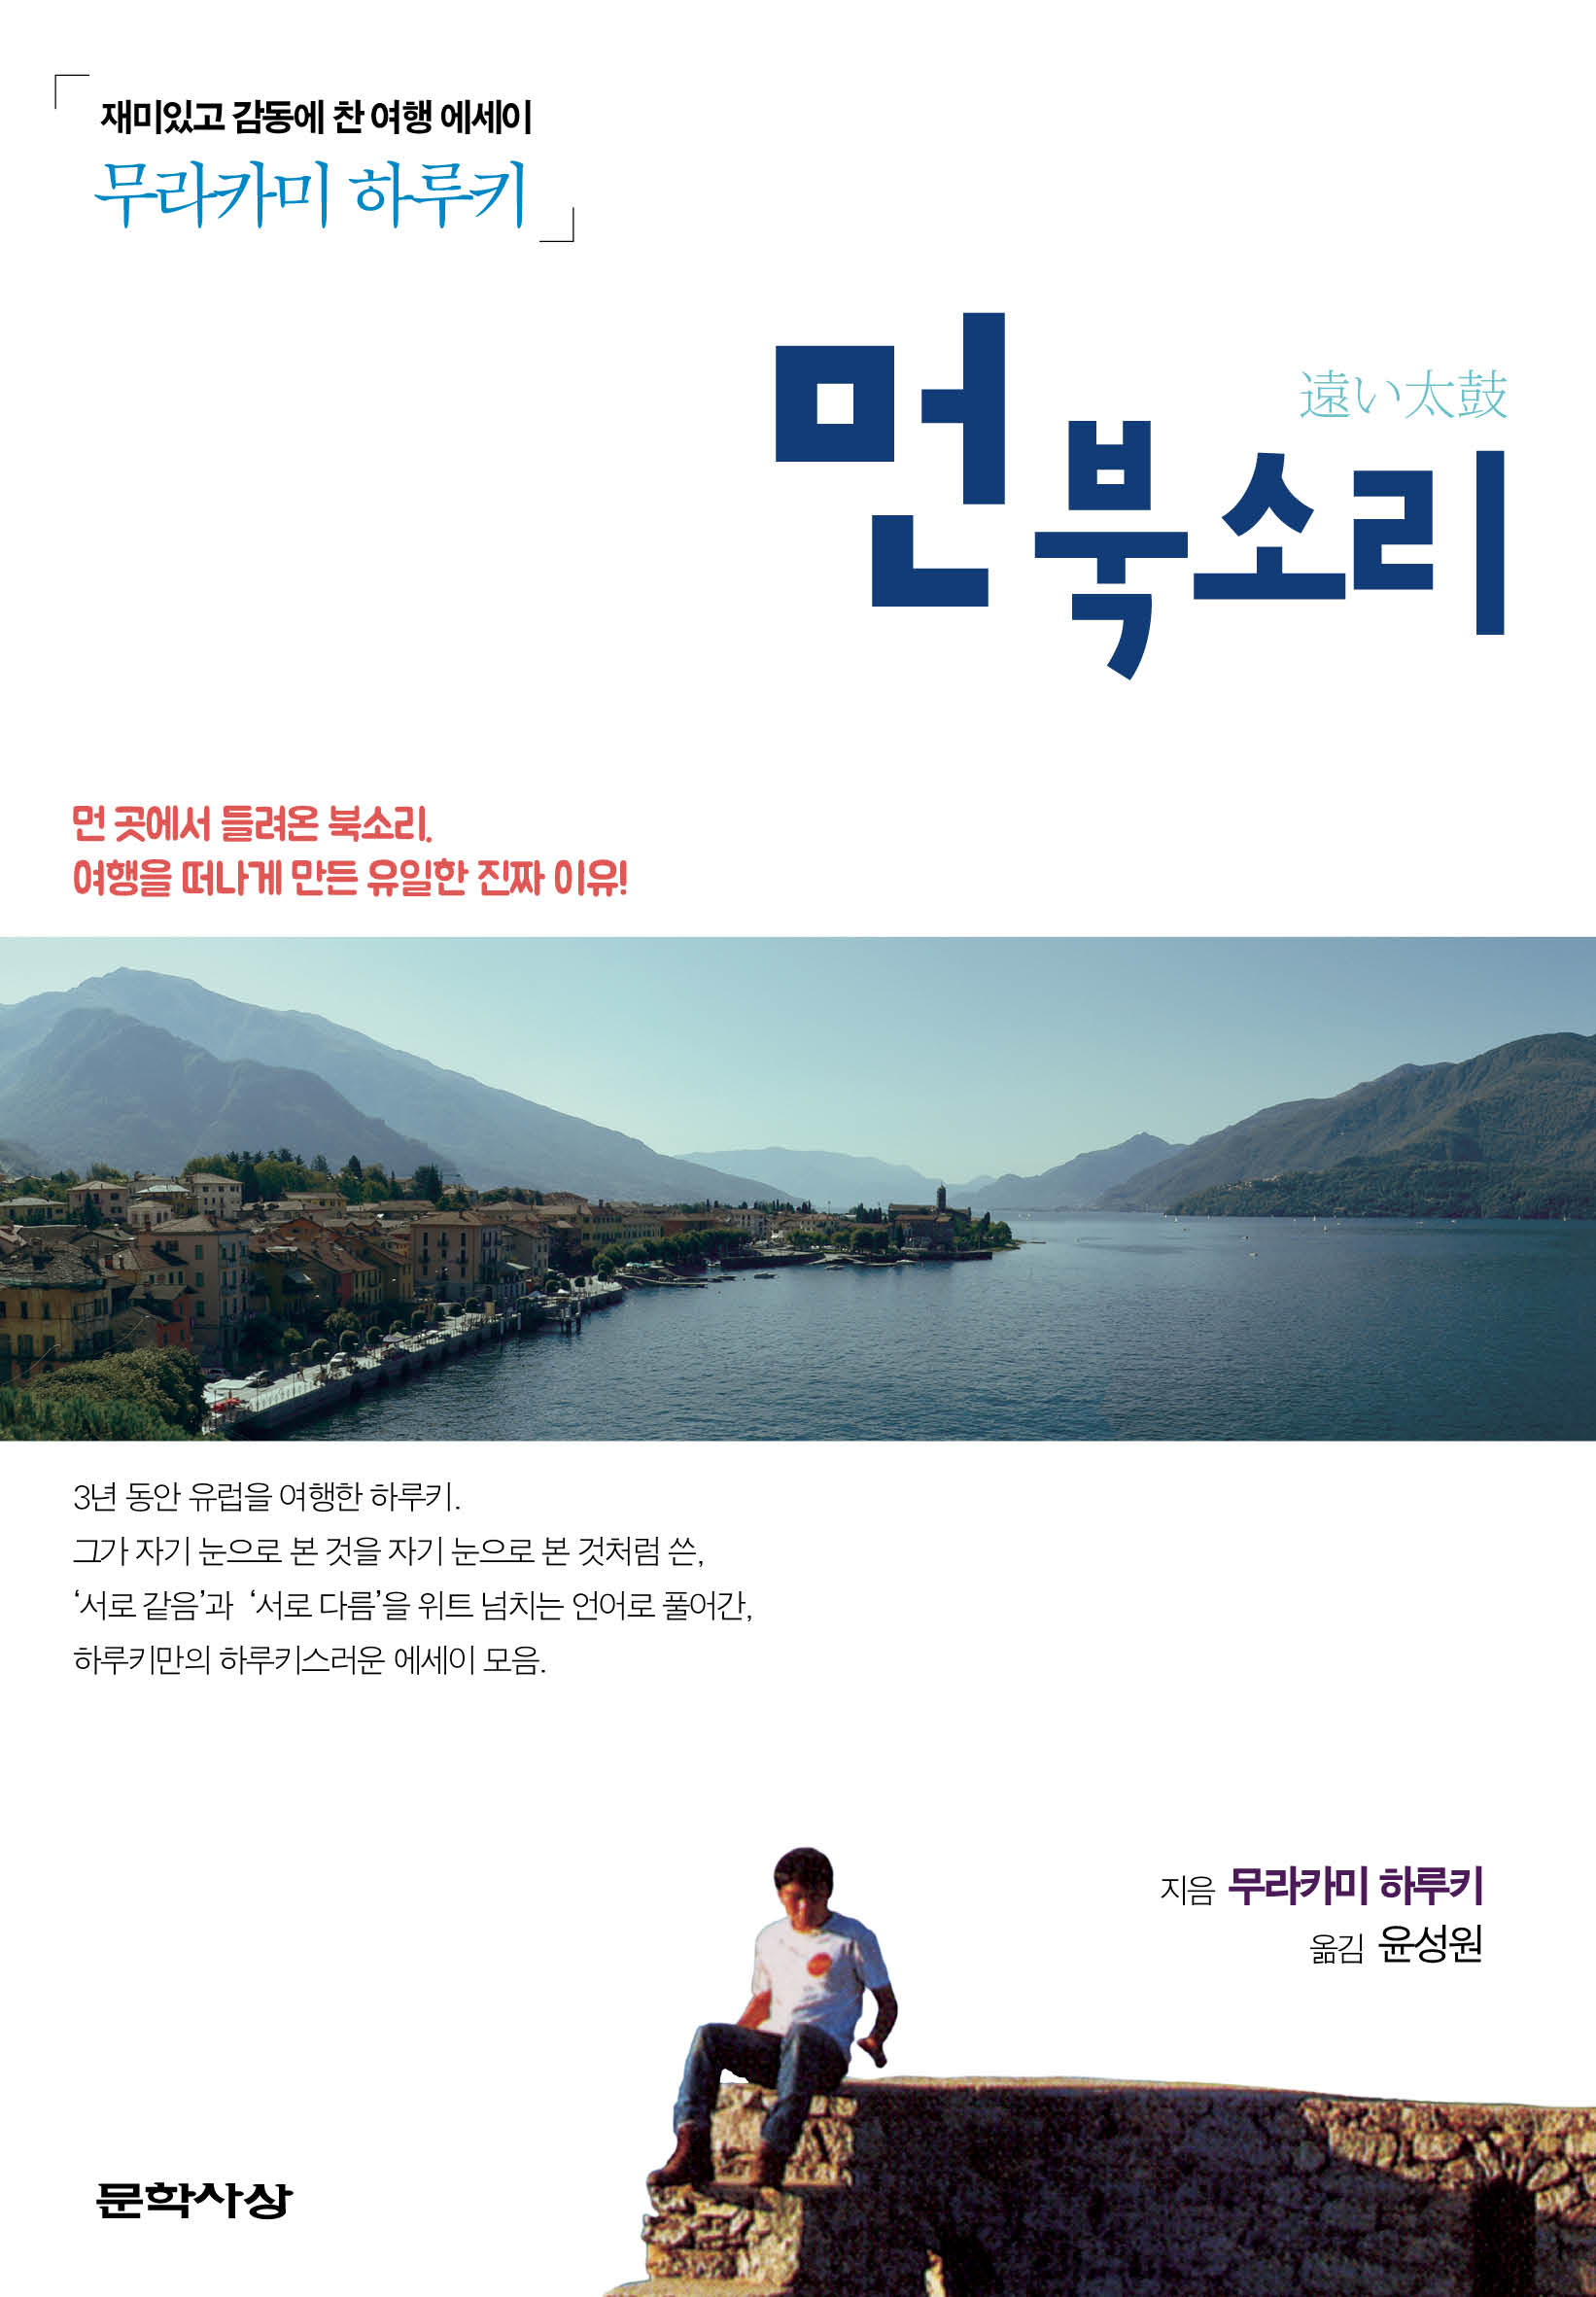 재미있고 감동에 찬 여행 에세이
무라카미 하루키
遠い太鼓
먼 북소리
먼 곳에서 들려온 북소리.
여행을 떠나게 만든 유일한 진짜 이유!
3년 동안 유럽을 여행한 하루키.
그가 자기 눈으로 본 것을 자기 눈으로 본 것처럼 쓴,
‘서로 같음’과 ‘서로 다름’을 위트 넘치는 언어로 풀어간,
하루키만의 하루키스러운 에세이 모음.
지음 무라카미 하루키
옮김 윤성원
문학사상